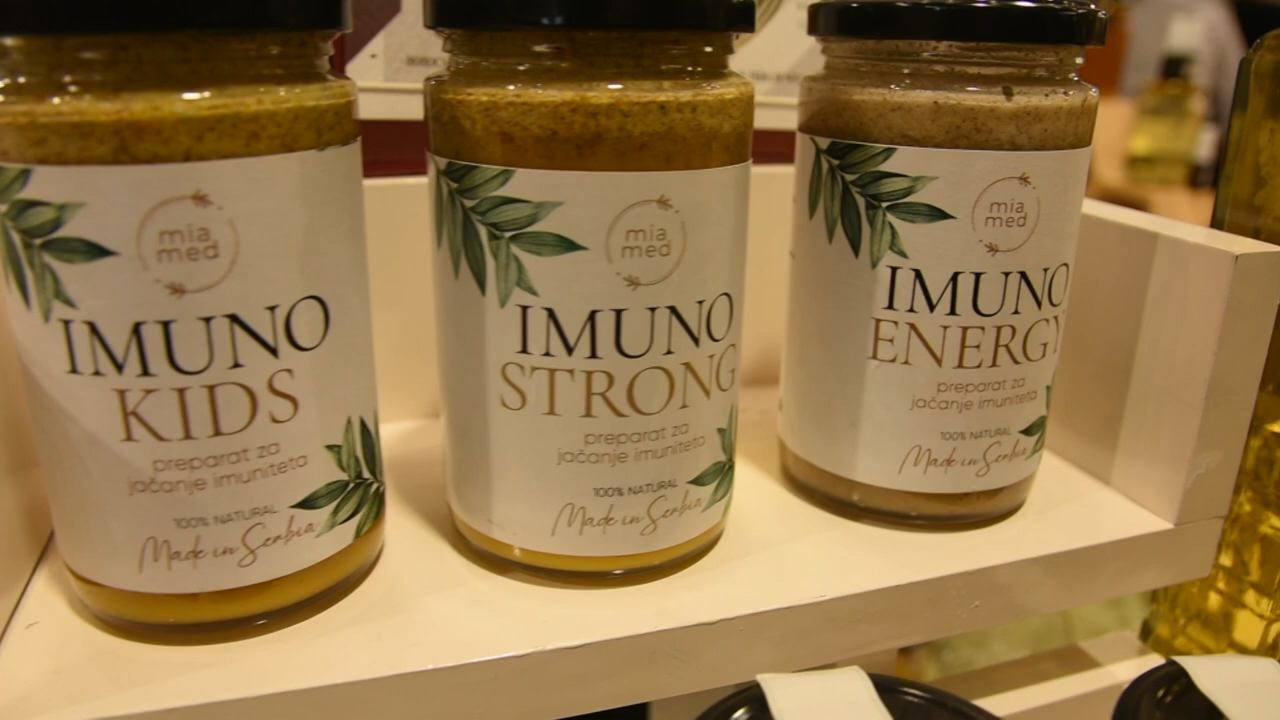 mia
med
IMUNO
KIDS
preparat za
jačanje imuniteta
100% NATURAL
Made in Serbia
mia
med
IMUNO
STRONG
preparat za
jačanje imuniteta
100% NATURAL
Made in Serbia
mia
med
IMUNO
ENERGY
preparat za
jačanje imuniteta
100% NATURAL
Made in Serbia